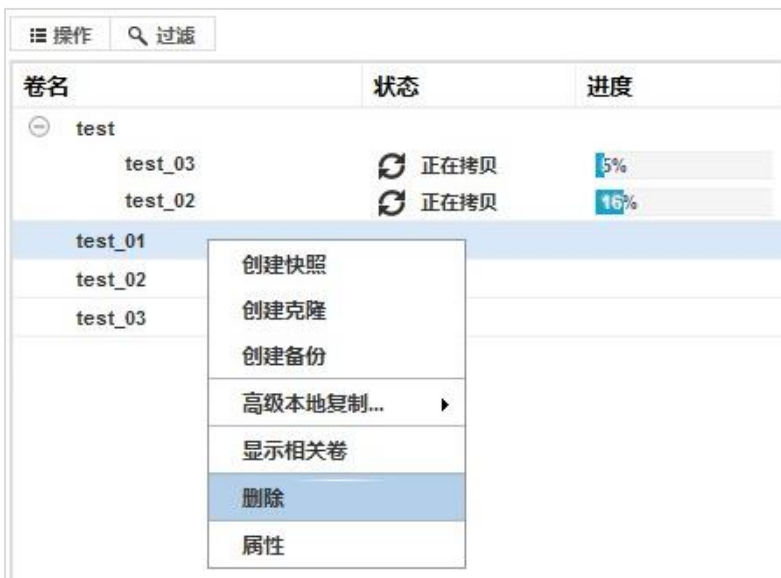 操作 过滤
卷名 状态 进度
test
test_03 正在拷贝 5%
test_02 正在拷贝 16%
test_01
test_02
test_03
创建快照
创建克隆
创建备份
高级本地复制...
显示相关卷
删除
属性